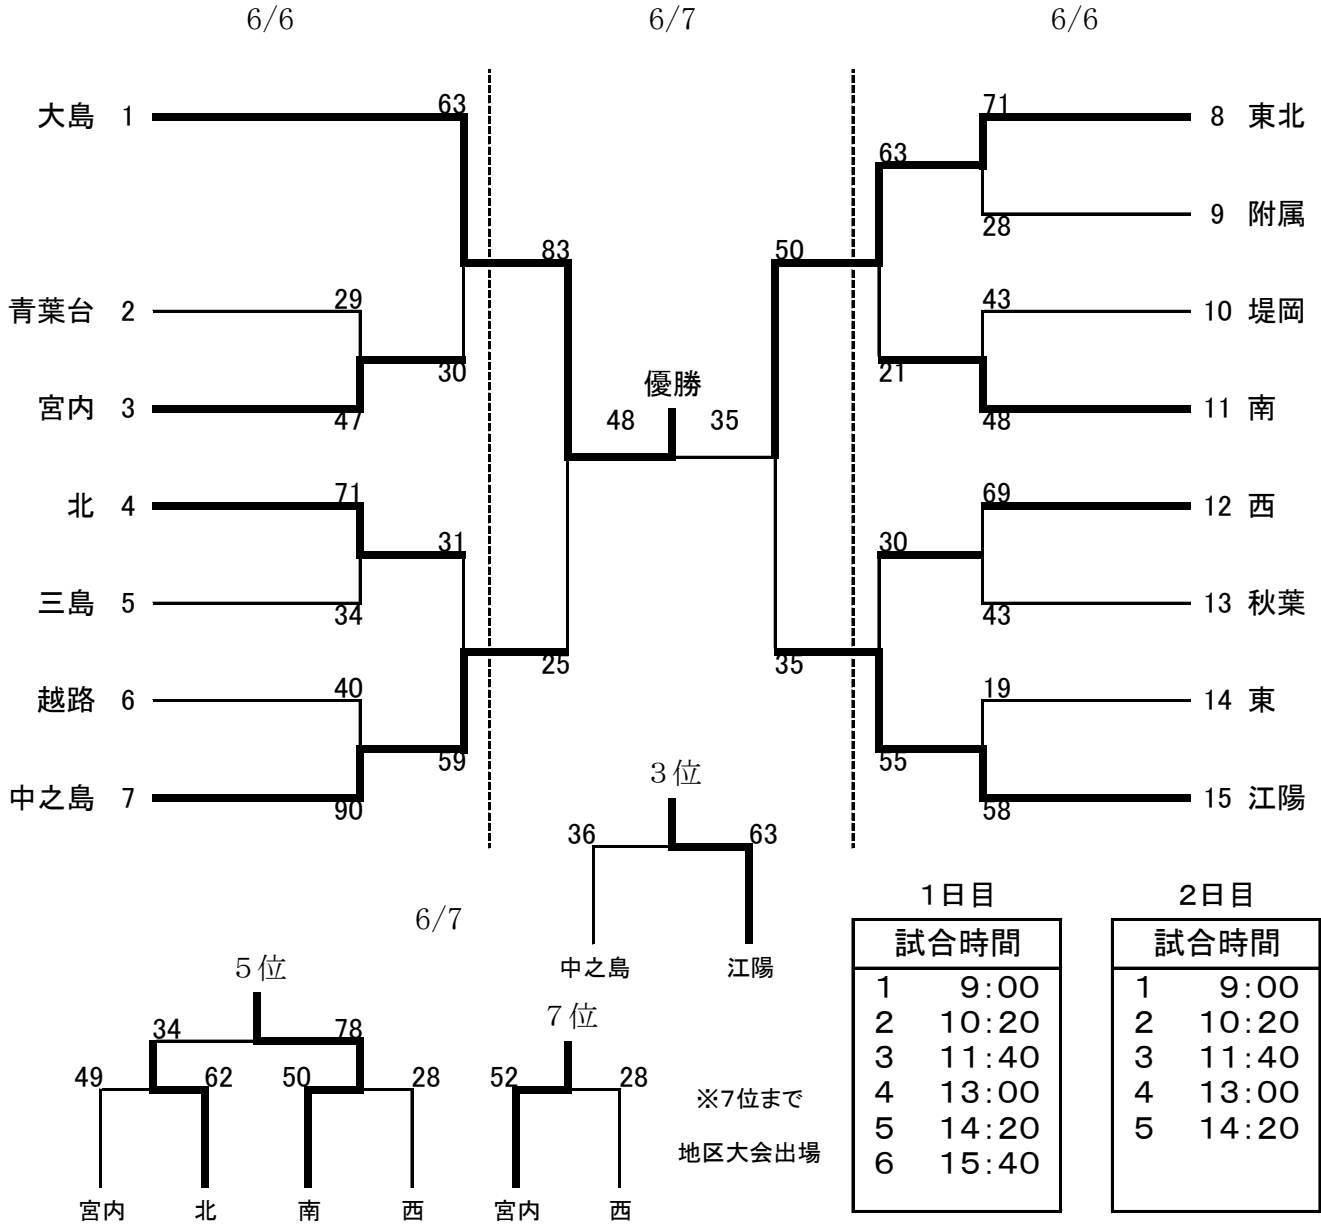 6/6 6/7 6/6
大島 1 63 71 8 東北
63
28 9 附属
83 50
青葉台 2 29 43 10 堤岡
30 21
優勝
宮内 3 47 48 35 48 11 南
北 4 71 69 12 西
31 30
三島 5 34 43 13 秋葉
25 35
越路 6 40 19 14 東
59 55
3位
中之島 7 90 58 15 江陽
36 63
中之島 江陽
6/7
5位
34 78
49 62 50 28
宮内 北 南 西
7位
52 28
宮内 西
※7位まで
地区大会出場
1日目
試合時間
1 9:00
2 10:20
3 11:40
4 13:00
5 14:20
6 15:40
2日目
試合時間
1 9:00
2 10:20
3 11:40
4 13:00
5 14:20